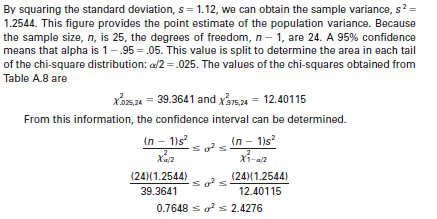 By squaring the standard deviation, s = 1.12, we can obtain the sample variance, s² =
1.2544. This figure provides the point estimate of the population variance. Because
the sample size, n, is 25, the degrees of freedom, n − 1, are 24. A 95% confidence
means that alpha is 1 − .95 = .05. This value is split to determine the area in each tail
of the chi-square distribution: α/2 = .025. The values of the chi-squares obtained from
Table A.8 are
χ².025,24 = 39.3641 and χ².975,24 = 12.40115
From this information, the confidence interval can be determined.
(n − 1)s² / χ²α/2 ≤ σ² ≤ (n − 1)s² / χ²1−α/2
(24)(1.2544) / 39.3641 ≤ σ² ≤ (24)(1.2544) / 12.40115
0.7648 ≤ σ² ≤ 2.4276